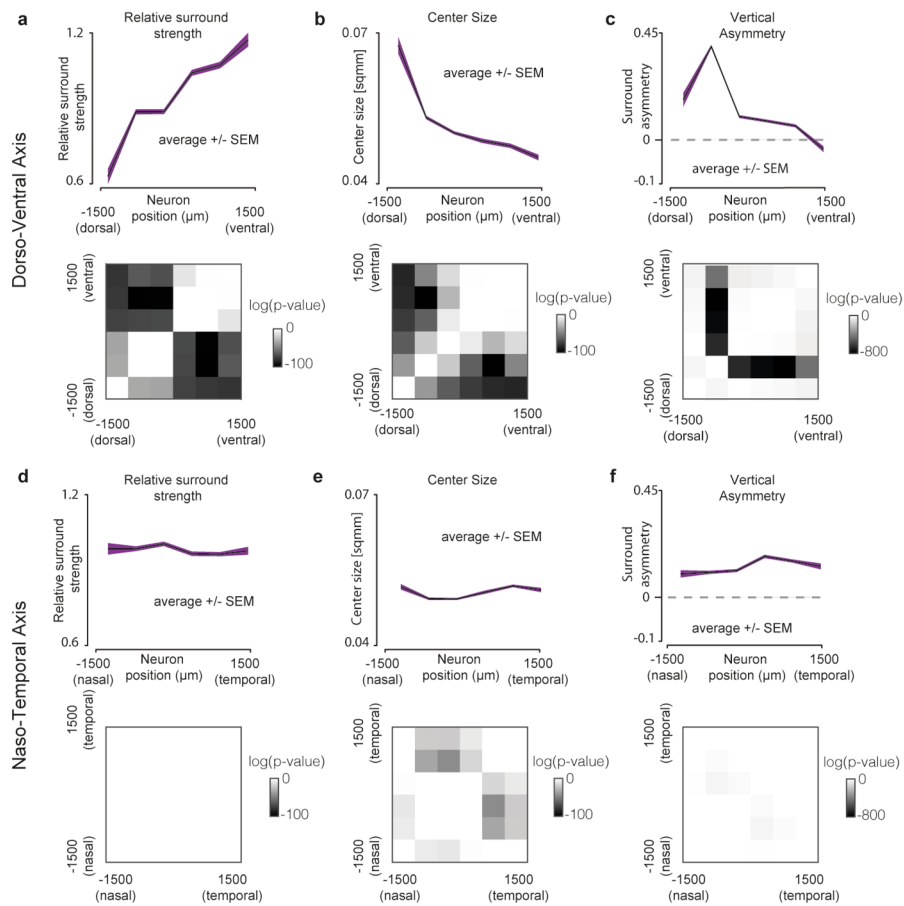 a
Relative surround
strength
b
Center Size
c
Vertical
Asymmetry
Dorso-Ventral Axis
Relative surround
strength
1.2
0.6
average +/- SEM
-1500
(dorsal)
Neuron
position (µm)
1500
(ventral)
Center size [sqmm]
0.07
0.04
average +/- SEM
-1500
(dorsal)
Neuron
position (µm)
1500
(ventral)
Surround
asymmetry
0.45
0
-0.1
average +/- SEM
-1500
(dorsal)
Neuron
position (µm)
1500
(ventral)
1500
(ventral)
-1500
(dorsal)
-1500
(dorsal)
1500
(ventral)
log(p-value)
0
-100
1500
(ventral)
-1500
(dorsal)
-1500
(dorsal)
1500
(ventral)
log(p-value)
0
-100
1500
(ventral)
-1500
(dorsal)
-1500
(dorsal)
1500
(ventral)
log(p-value)
0
-800
d
Relative surround
strength
e
Center Size
f
Vertical
Asymmetry
Naso-Temporal Axis
Relative surround
strength
1.2
0.6
average +/- SEM
-1500
(nasal)
Neuron
position (µm)
1500
(temporal)
Center size [sqmm]
0.07
0.04
average +/- SEM
-1500
(nasal)
Neuron
position (µm)
1500
(temporal)
Surround
asymmetry
0.45
0
-0.1
average +/- SEM
-1500
(nasal)
Neuron
position (µm)
1500
(temporal)
1500
(temporal)
-1500
(nasal)
-1500
(nasal)
1500
(temporal)
log(p-value)
0
-100
1500
(temporal)
-1500
(nasal)
-1500
(nasal)
1500
(temporal)
log(p-value)
0
-100
1500
(temporal)
-1500
(nasal)
-1500
(nasal)
1500
(temporal)
log(p-value)
0
-800